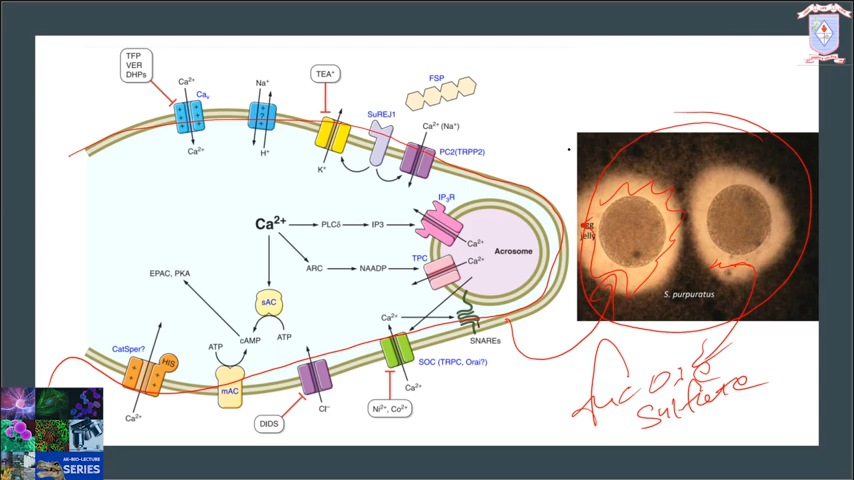 TFP
VER
DHPs
Ca2+
Cav
Ca2+
Na+
?
H+
TEA+
K+
SuREJ1
FSP
Ca2+ (Na+)
PC2(TRPP2)
IP3R
Ca2+
Ca2+
Acrosome
TPC
Ca2+ PLCδ IP3
ARC NAADP
EPAC, PKA
sAC
cAMP
ATP
ATP
mAC
CatSper?
HIS
Ca2+
Cl−
DIDS
Ca2+
SNAREs
SOC (TRPC, Orai?)
Ca2+
Ni2+, Co2+
egg
jelly
S. purpuratus
sulfate
AK-BIO-LECTURE
SERIES